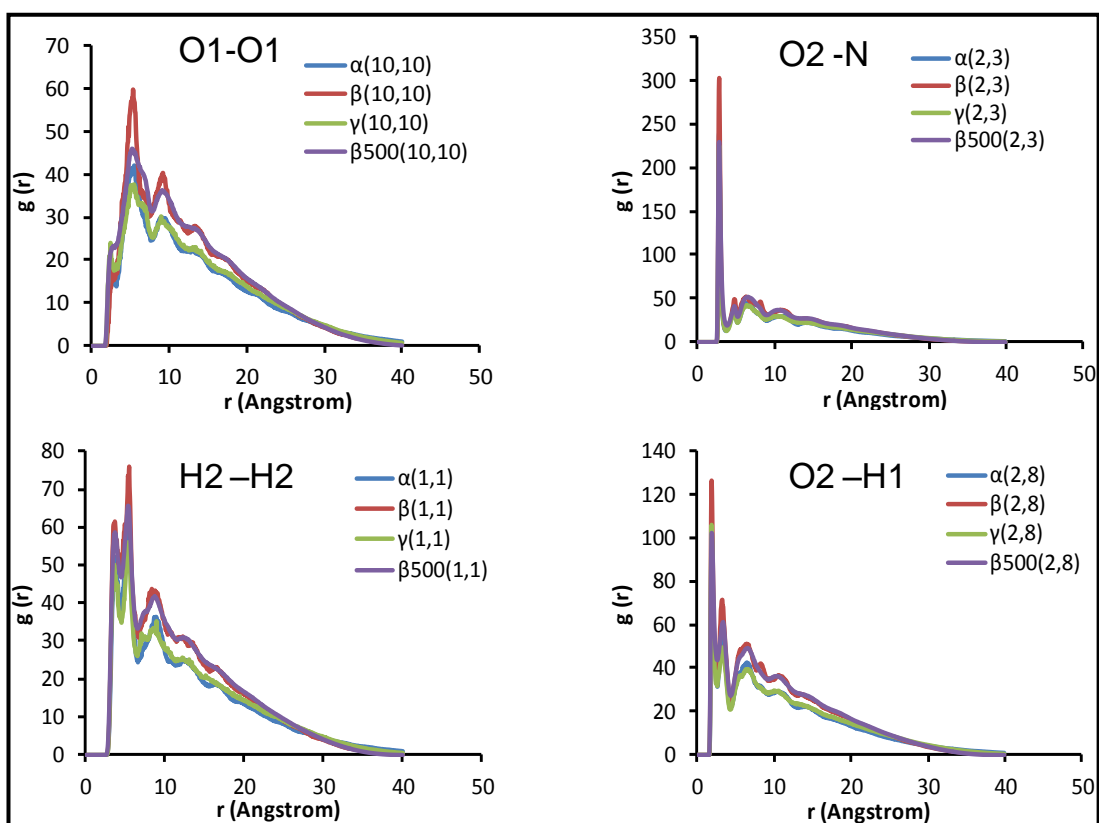 O1-O1
α(10,10)
β(10,10)
γ(10,10)
β500(10,10)
g (r)
70
60
50
40
30
20
10
0
0 10 20 30 40 50
r (Angstrom)
O2 -N
α(2,3)
β(2,3)
γ(2,3)
β500(2,3)
g (r)
350
300
250
200
150
100
50
0
0 10 20 30 40 50
r (Angstrom)
H2 –H2
α(1,1)
β(1,1)
γ(1,1)
β500(1,1)
g (r)
80
70
60
50
40
30
20
10
0
0 10 20 30 40 50
r (Angstrom)
O2 –H1
α(2,8)
β(2,8)
γ(2,8)
β500(2,8)
g (r)
140
120
100
80
60
40
20
0
0 10 20 30 40 50
r (Angstrom)